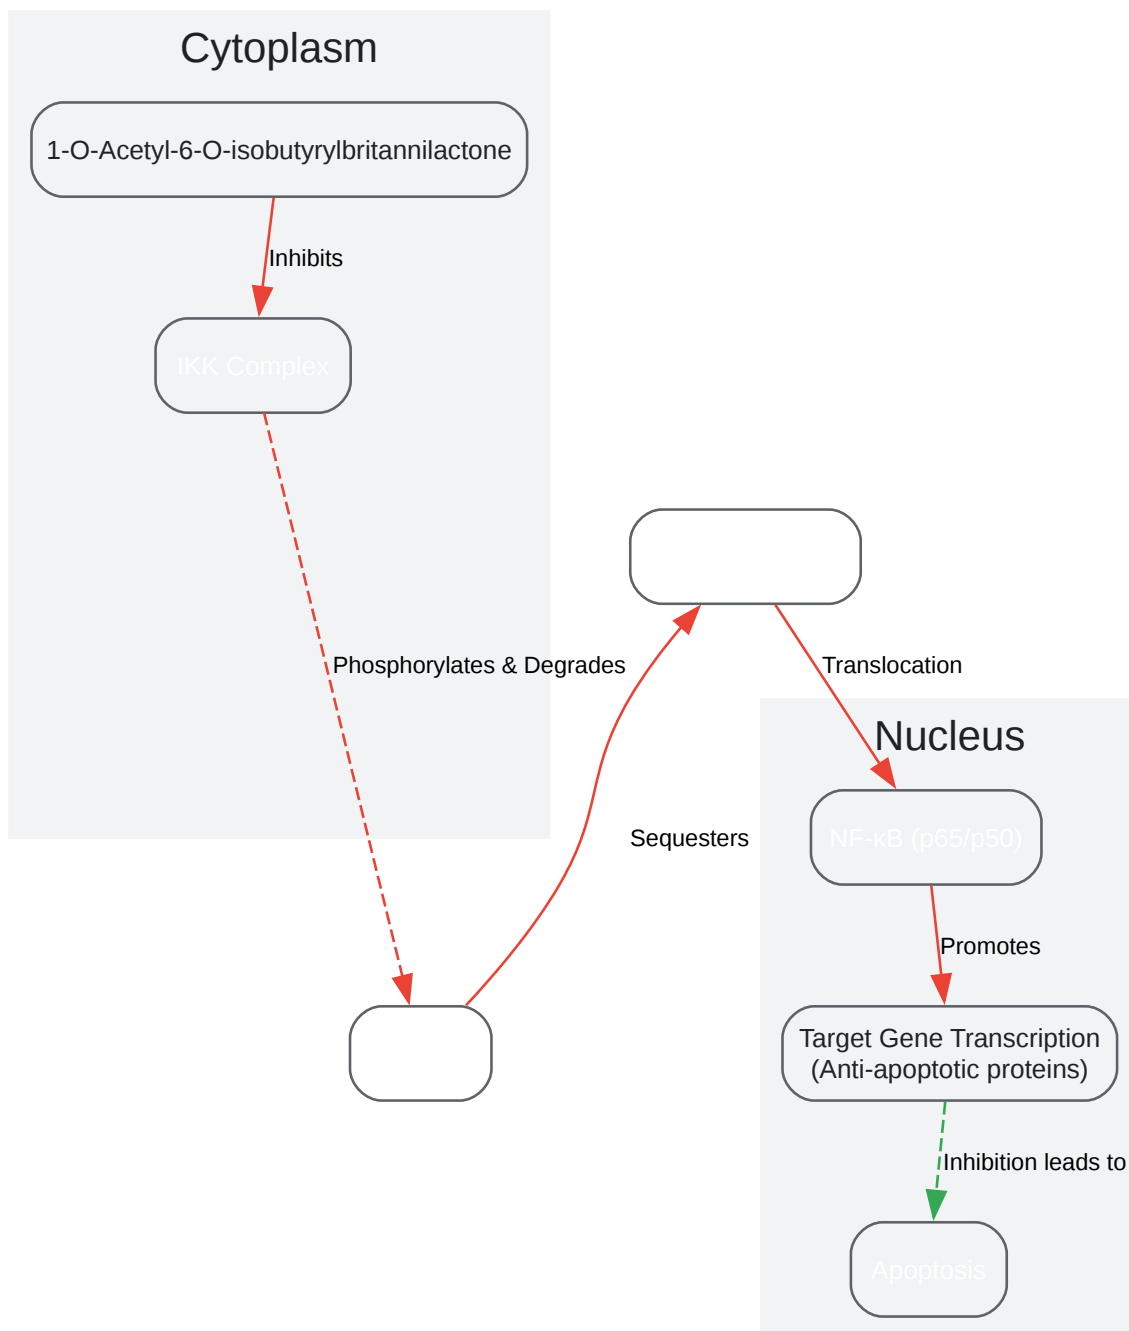 Cytoplasm
1-O-Acetyl-6-O-isobutyrylbritannilactone
Inhibits
IKK Complex
Phosphorylates & Degrades
Translocation
Nucleus
NF-κB (p65/p50)
Sequesters
Promotes
Target Gene Transcription
(Anti-apoptotic proteins)
Inhibition leads to
Apoptosis